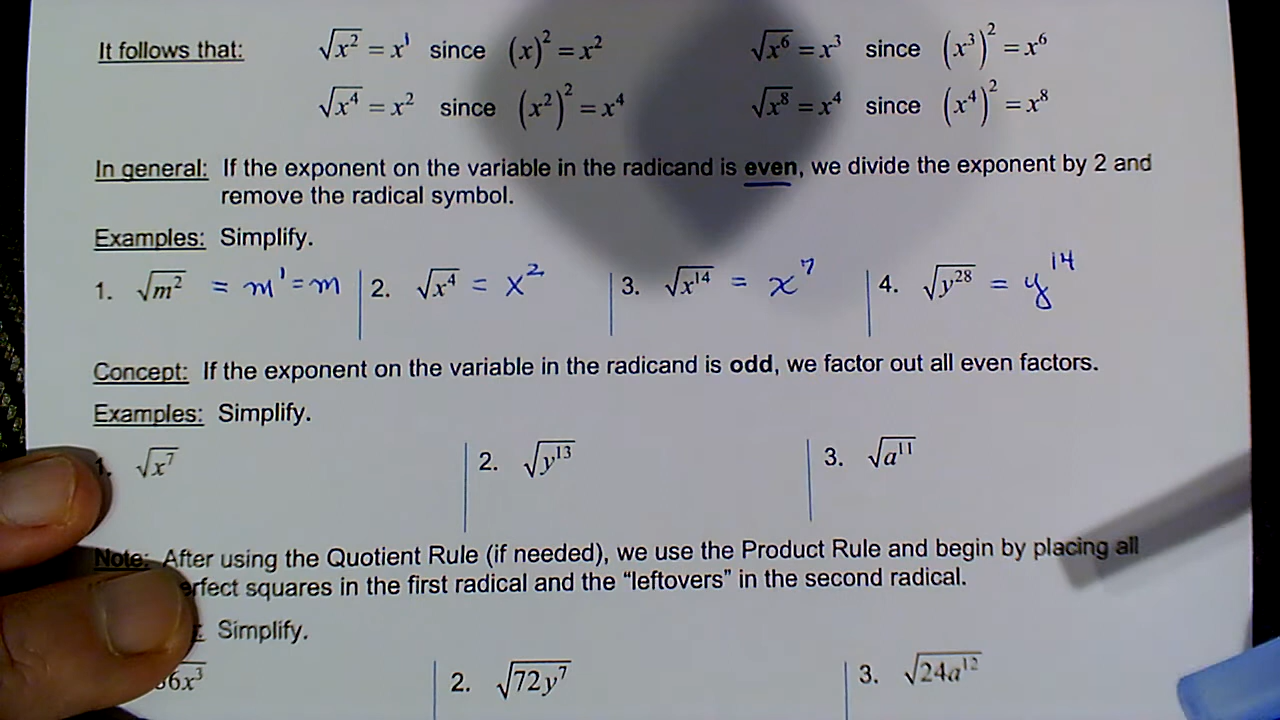 It follows that: √x² = x¹ since (x)² = x² √x⁶ = x³ since (x³)² = x⁶
√x⁴ = x² since (x²)² = x⁴ √x⁸ = x⁴ since (x⁴)² = x⁸
In general: If the exponent on the variable in the radicand is even, we divide the exponent by 2 and
remove the radical symbol.
Examples: Simplify.
1. √m² = m¹ = m 2. √x⁴ = x² 3. √x¹⁴ = x⁷ 4. √y²⁸ = y¹⁴
Concept: If the exponent on the variable in the radicand is odd, we factor out all even factors.
Examples: Simplify.
1. √x⁷ 2. √y¹³ 3. √a¹¹
Note: After using the Quotient Rule (if needed), we use the Product Rule and begin by placing all
rfect squares in the first radical and the “leftovers” in the second radical.
Simplify.
6x³ 2. √72y⁷ 3. √24a¹²